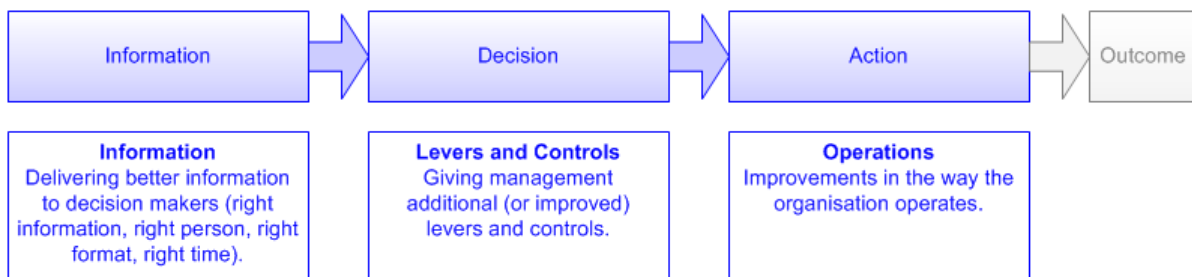 Information
Decision
Action
Outcome
Information
Delivering better information
to decision makers (right
information, right person, right
format, right time).
Levers and Controls
Giving management
additional (or improved)
levers and controls.
Operations
Improvements in the way the
organisation operates.